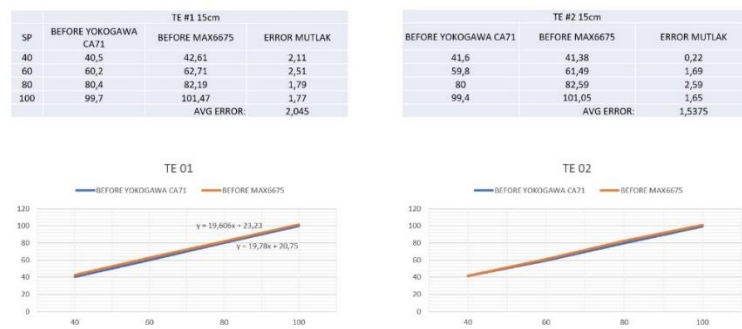 TE #1 15cm
SP BEFORE YOKOGAWA CA71 BEFORE MAX6675 ERROR MUTLAK
40 40,5 42,61 2,11
60 60,2 62,71 2,51
80 80,4 82,19 1,79
100 99,7 101,47 1,77
AVG ERROR: 2,045
TE #2 15cm
BEFORE YOKOGAWA CA71 BEFORE MAX6675 ERROR MUTLAK
41,6 41,38 0,22
59,8 61,49 1,69
80 82,59 2,59
99,4 101,05 1,65
AVG ERROR: 1,5375
TE 01
BEFORE YOKOGAWA CA71 BEFORE MAX6675
120
100
80
60
40
20
0
y = 19,606x + 23,23
y = 19,78x + 20,75
40 60 80 100
TE 02
BEFORE YOKOGAWA CA71 BEFORE MAX6675
120
100
80
60
40
20
0
40 60 80 100